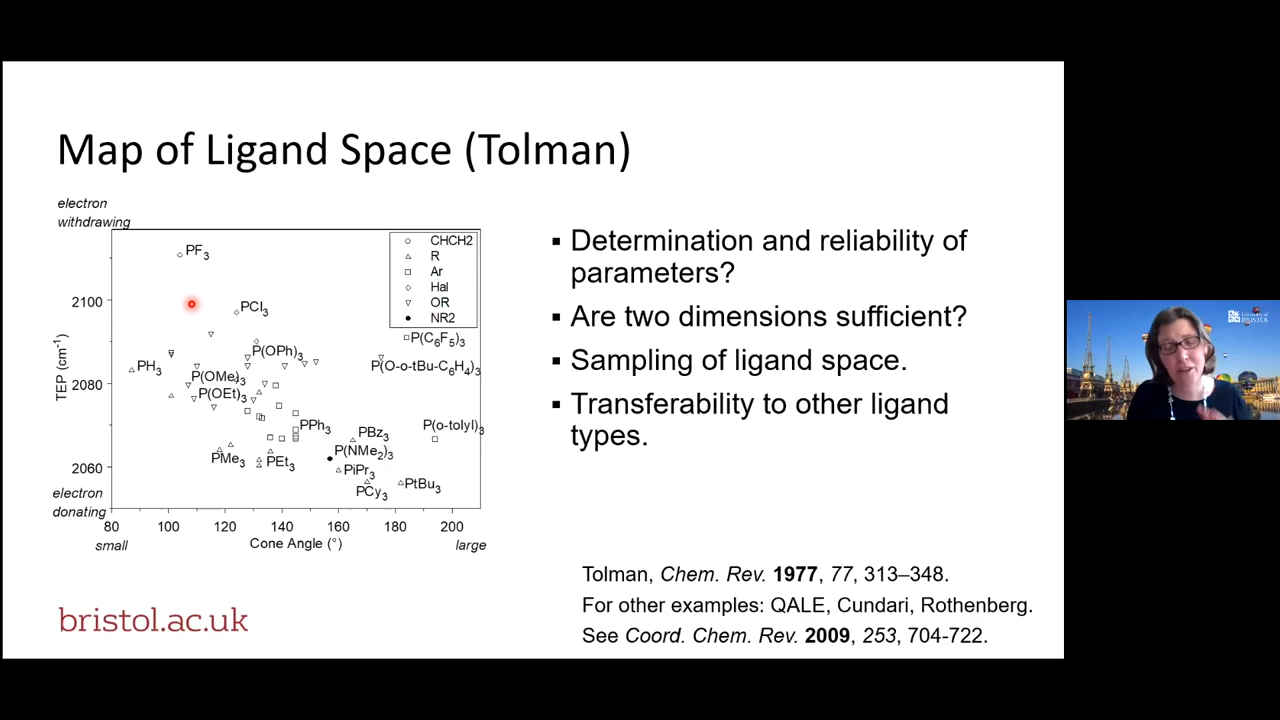 Map of Ligand Space (Tolman)
electron
withdrawing
CHCH2
R
Ar
Hal
OR
NR2
PF3
PCl3
P(C6F5)3
P(OPh)3
PH3
P(O-o-tBu-C6H4)3
P(OMe)3
P(OEt)3
PPh3
PBz3
P(o-tolyl)3
P(NMe2)3
PMe3
PEt3
PiPr3
PCy3
PtBu3
TEP (cm-1)
2100
2080
2060
electron
donating
80 100 120 140 160 180 200
small Cone Angle (°) large
▪ Determination and reliability of
parameters?
▪ Are two dimensions sufficient?
▪ Sampling of ligand space.
▪ Transferability to other ligand
types.
Tolman, Chem. Rev. 1977, 77, 313–348.
For other examples: QALE, Cundari, Rothenberg.
See Coord. Chem. Rev. 2009, 253, 704-722.
bristol.ac.uk
University of
BRISTOL